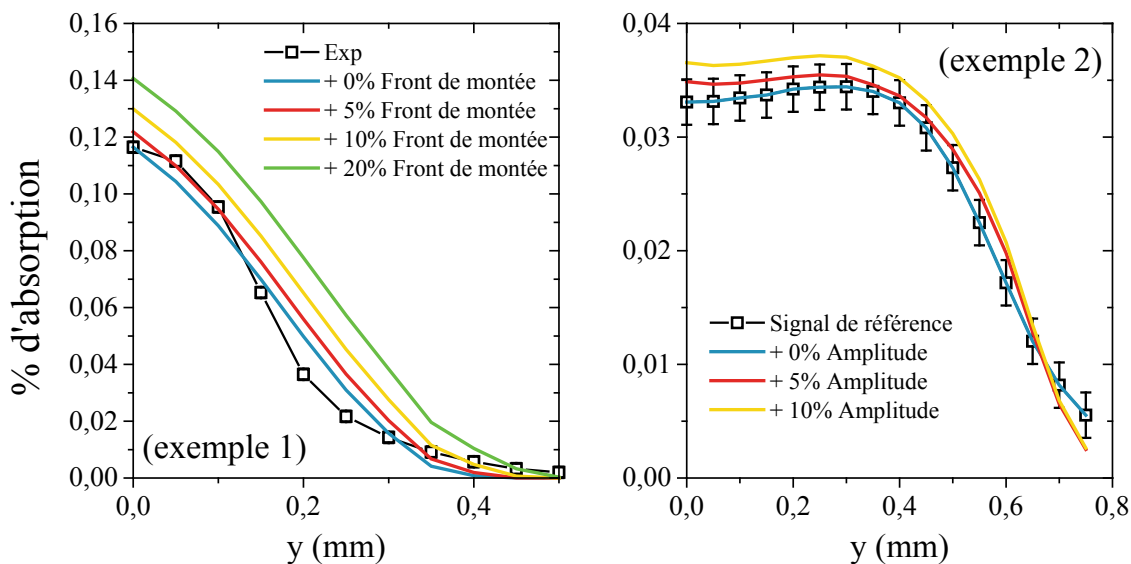 % d'absorption
0,16
0,14
0,12
0,10
0,08
0,06
0,04
0,02
0,00
Exp
+ 0% Front de montée
+ 5% Front de montée
+ 10% Front de montée
+ 20% Front de montée
(exemple 1)
0,0 0,2 0,4
y (mm)
0,04
0,03
0,02
0,01
0,00
(exemple 2)
Signal de référence
+ 0% Amplitude
+ 5% Amplitude
+ 10% Amplitude
0,0 0,2 0,4 0,6 0,8
y (mm)